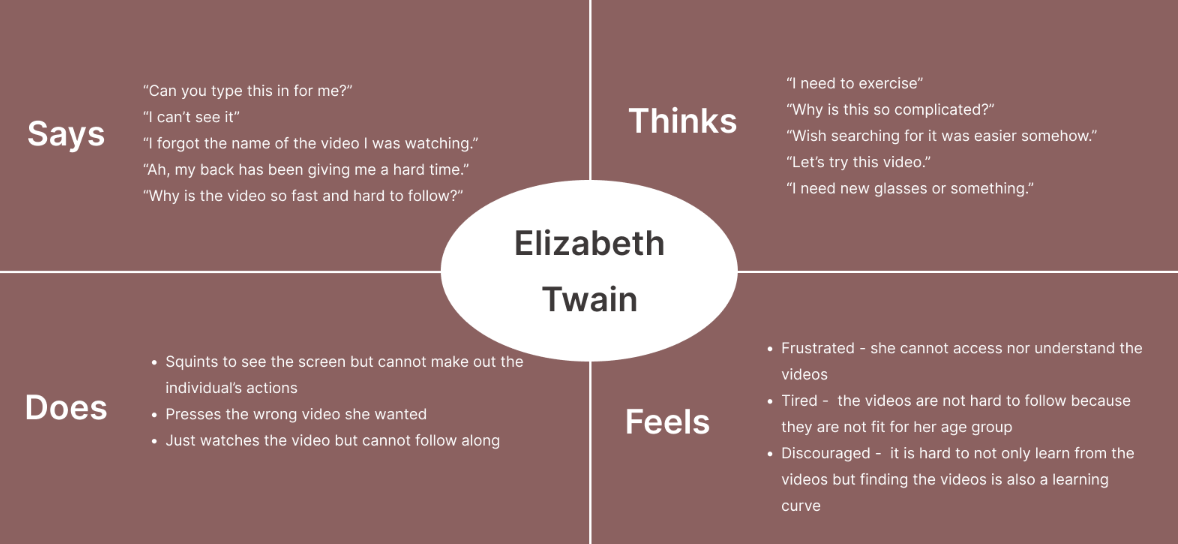 Says
“Can you type this in for me?”
“I can’t see it”
“I forgot the name of the video I was watching.”
“Ah, my back has been giving me a hard time.”
“Why is the video so fast and hard to follow?”
Thinks
“I need to exercise”
“Why is this so complicated?”
“Wish searching for it was easier somehow.”
“Let’s try this video.”
“I need new glasses or something.”
Elizabeth
Twain
Does
• Squints to see the screen but cannot make out the
individual’s actions
• Presses the wrong video she wanted
• Just watches the video but cannot follow along
Feels
• Frustrated - she cannot access nor understand the
videos
• Tired -  the videos are not hard to follow because
they are not fit for her age group
• Discouraged -  it is hard to not only learn from the
videos but finding the videos is also a learning
curve